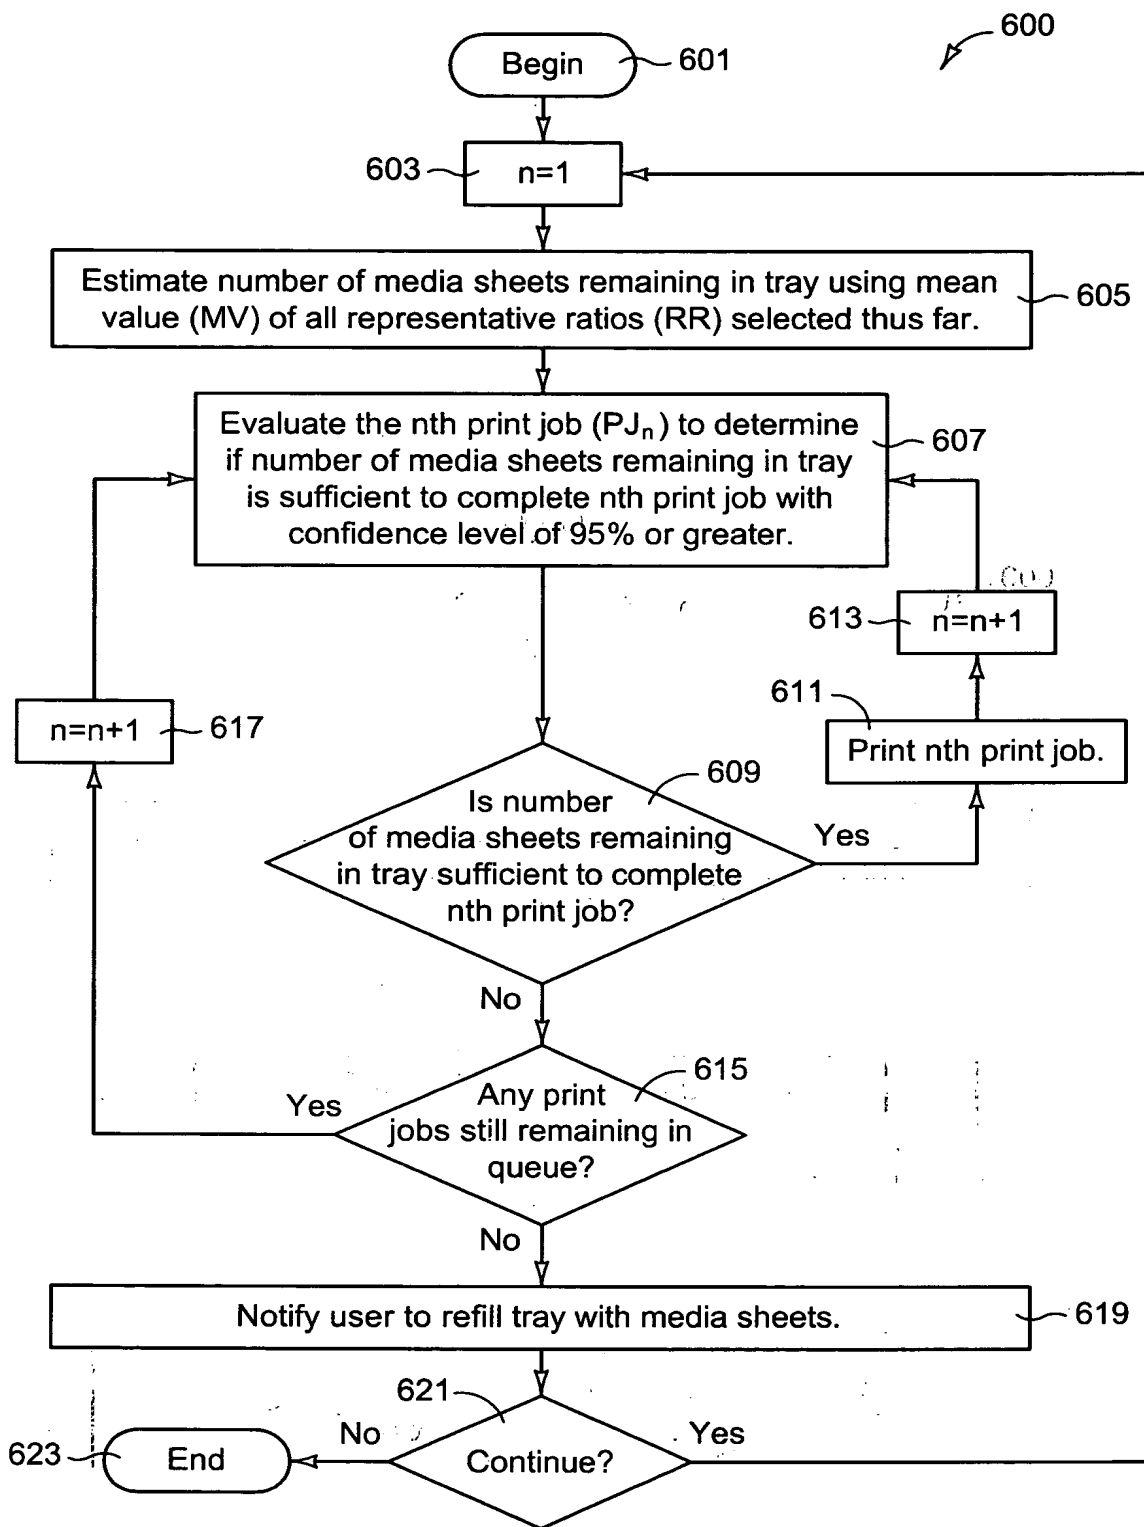 600
Begin
601
603
n=1
Estimate number of media sheets remaining in tray using mean
value (MV) of all representative ratios (RR) selected thus far.
605
Evaluate the nth print job (PJn) to determine
if number of media sheets remaining in tray
is sufficient to complete nth print job with
confidence level of 95% or greater.
607
613
n=n+1
611
Print nth print job.
n=n+1
617
609
Is number
of media sheets remaining
in tray sufficient to complete
nth print job?
Yes
No
615
Any print
jobs still remaining in
queue?
Yes
No
Notify user to refill tray with media sheets.
619
621
Continue?
No
Yes
623
End